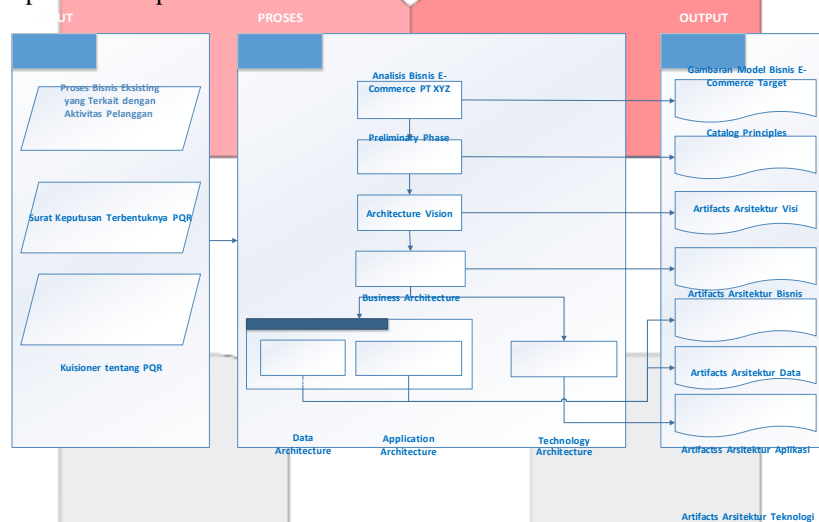 UT
PROSES
OUTPUT
Proses Bisnis Eksisting
yang Terkait dengan
Aktivitas Pelanggan
Surat Keputusan Terbentuknya PQR
Kuisioner tentang PQR
Analisis Bisnis E-
Commerce PT XYZ
Preliminary Phase
Architecture Vision
Business Architecture
Data
Architecture
Application
Architecture
Technology
Architecture
Gambaran Model Bisnis E-
Commerce Target
Catalog Principles
Artifacts Arsitektur Visi
Artifacts Arsitektur Bisnis
Artifacts Arsitektur Data
Artifactss Arsitektur Aplikasi
Artifacts Arsitektur Teknologi